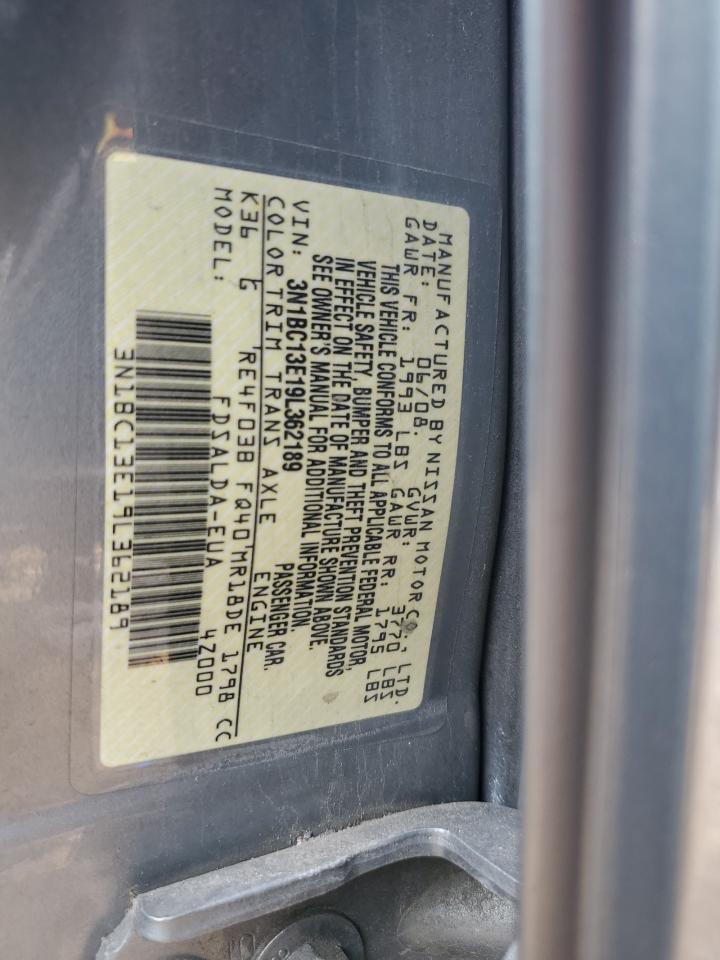 MANUFACTURED BY NISSAN MOTOR CO., LTD.
DATE: 06/08. GVWR: 3770 LBS
GAWR FR: 1993 LBS GAWR RR: 1795 LBS
THIS VEHICLE CONFORMS TO ALL APPLICABLE FEDERAL MOTOR
VEHICLE SAFETY, BUMPER AND THEFT PREVENTION STANDARDS
IN EFFECT ON THE DATE OF MANUFACTURE SHOWN ABOVE.
SEE OWNER'S MANUAL FOR ADDITIONAL INFORMATION.
VIN: 3N1BC13E19L362189 PASSENGER CAR.
COLOR TRIM TRANS AXLE ENGINE
K36 G RE4F03B FQ40 MR18DE 1798 CC
MODEL: FDSALDA-EUA 4Z000
3N1BC13E19L362189